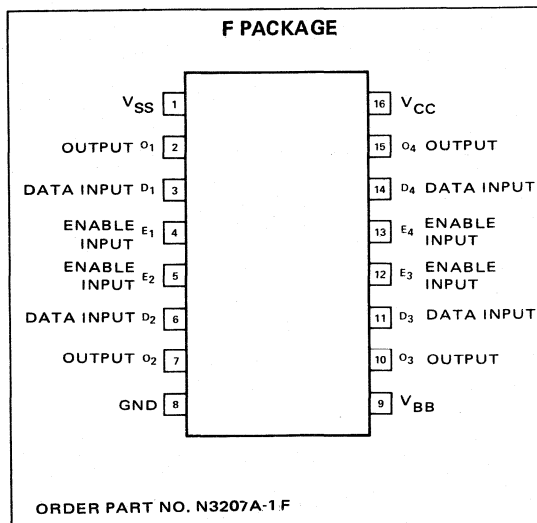 F PACKAGE
VSS 1
16 VCC
OUTPUT O1 2
15 O4 OUTPUT
DATA INPUT D1 3
14 D4 DATA INPUT
ENABLE INPUT E1 4
13 E4 ENABLE INPUT
ENABLE INPUT E2 5
12 E3 ENABLE INPUT
DATA INPUT D2 6
11 D3 DATA INPUT
OUTPUT O2 7
10 O3 OUTPUT
GND 8
9 VBB
ORDER PART NO. N3207A-1F